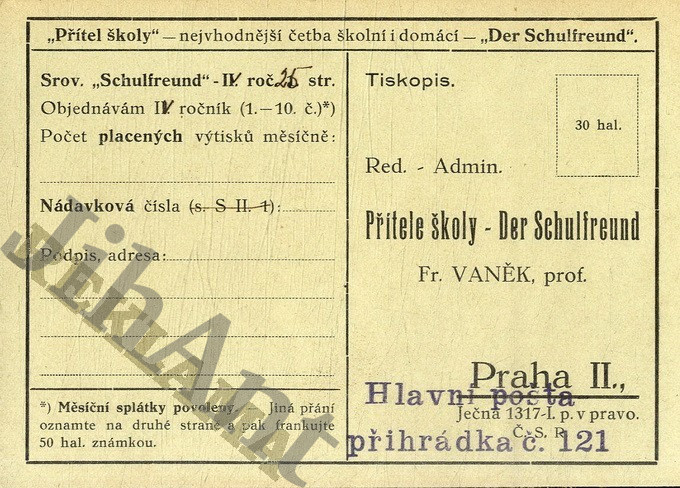 „Přítel školy“ — nejvhodnější četba školní i domácí — „Der Schulfreund“.
Srov. „Schulfreund“ - IV. roč. 25 str.
Objednávám IV ročník (1.—10. č.)*)
Počet placených výtisků měsíčně:
Nádavková čísla (s. S II. 1):
Podpis, adresa:
*) Měsíční splátky povoleny. — Jiná přání
oznamte na druhé straně a pak frankujte
50 hal. známkou.
Tiskopis.
30 hal.
Red. - Admin.
Přítele školy - Der Schulfreund
Fr. VANĚK, prof.
Praha II.,
Hlavní pošta
Ječná 1317-I. p. v pravo.
Č. S. R.
přihrádka č. 121
JihAnt
REKLAMA